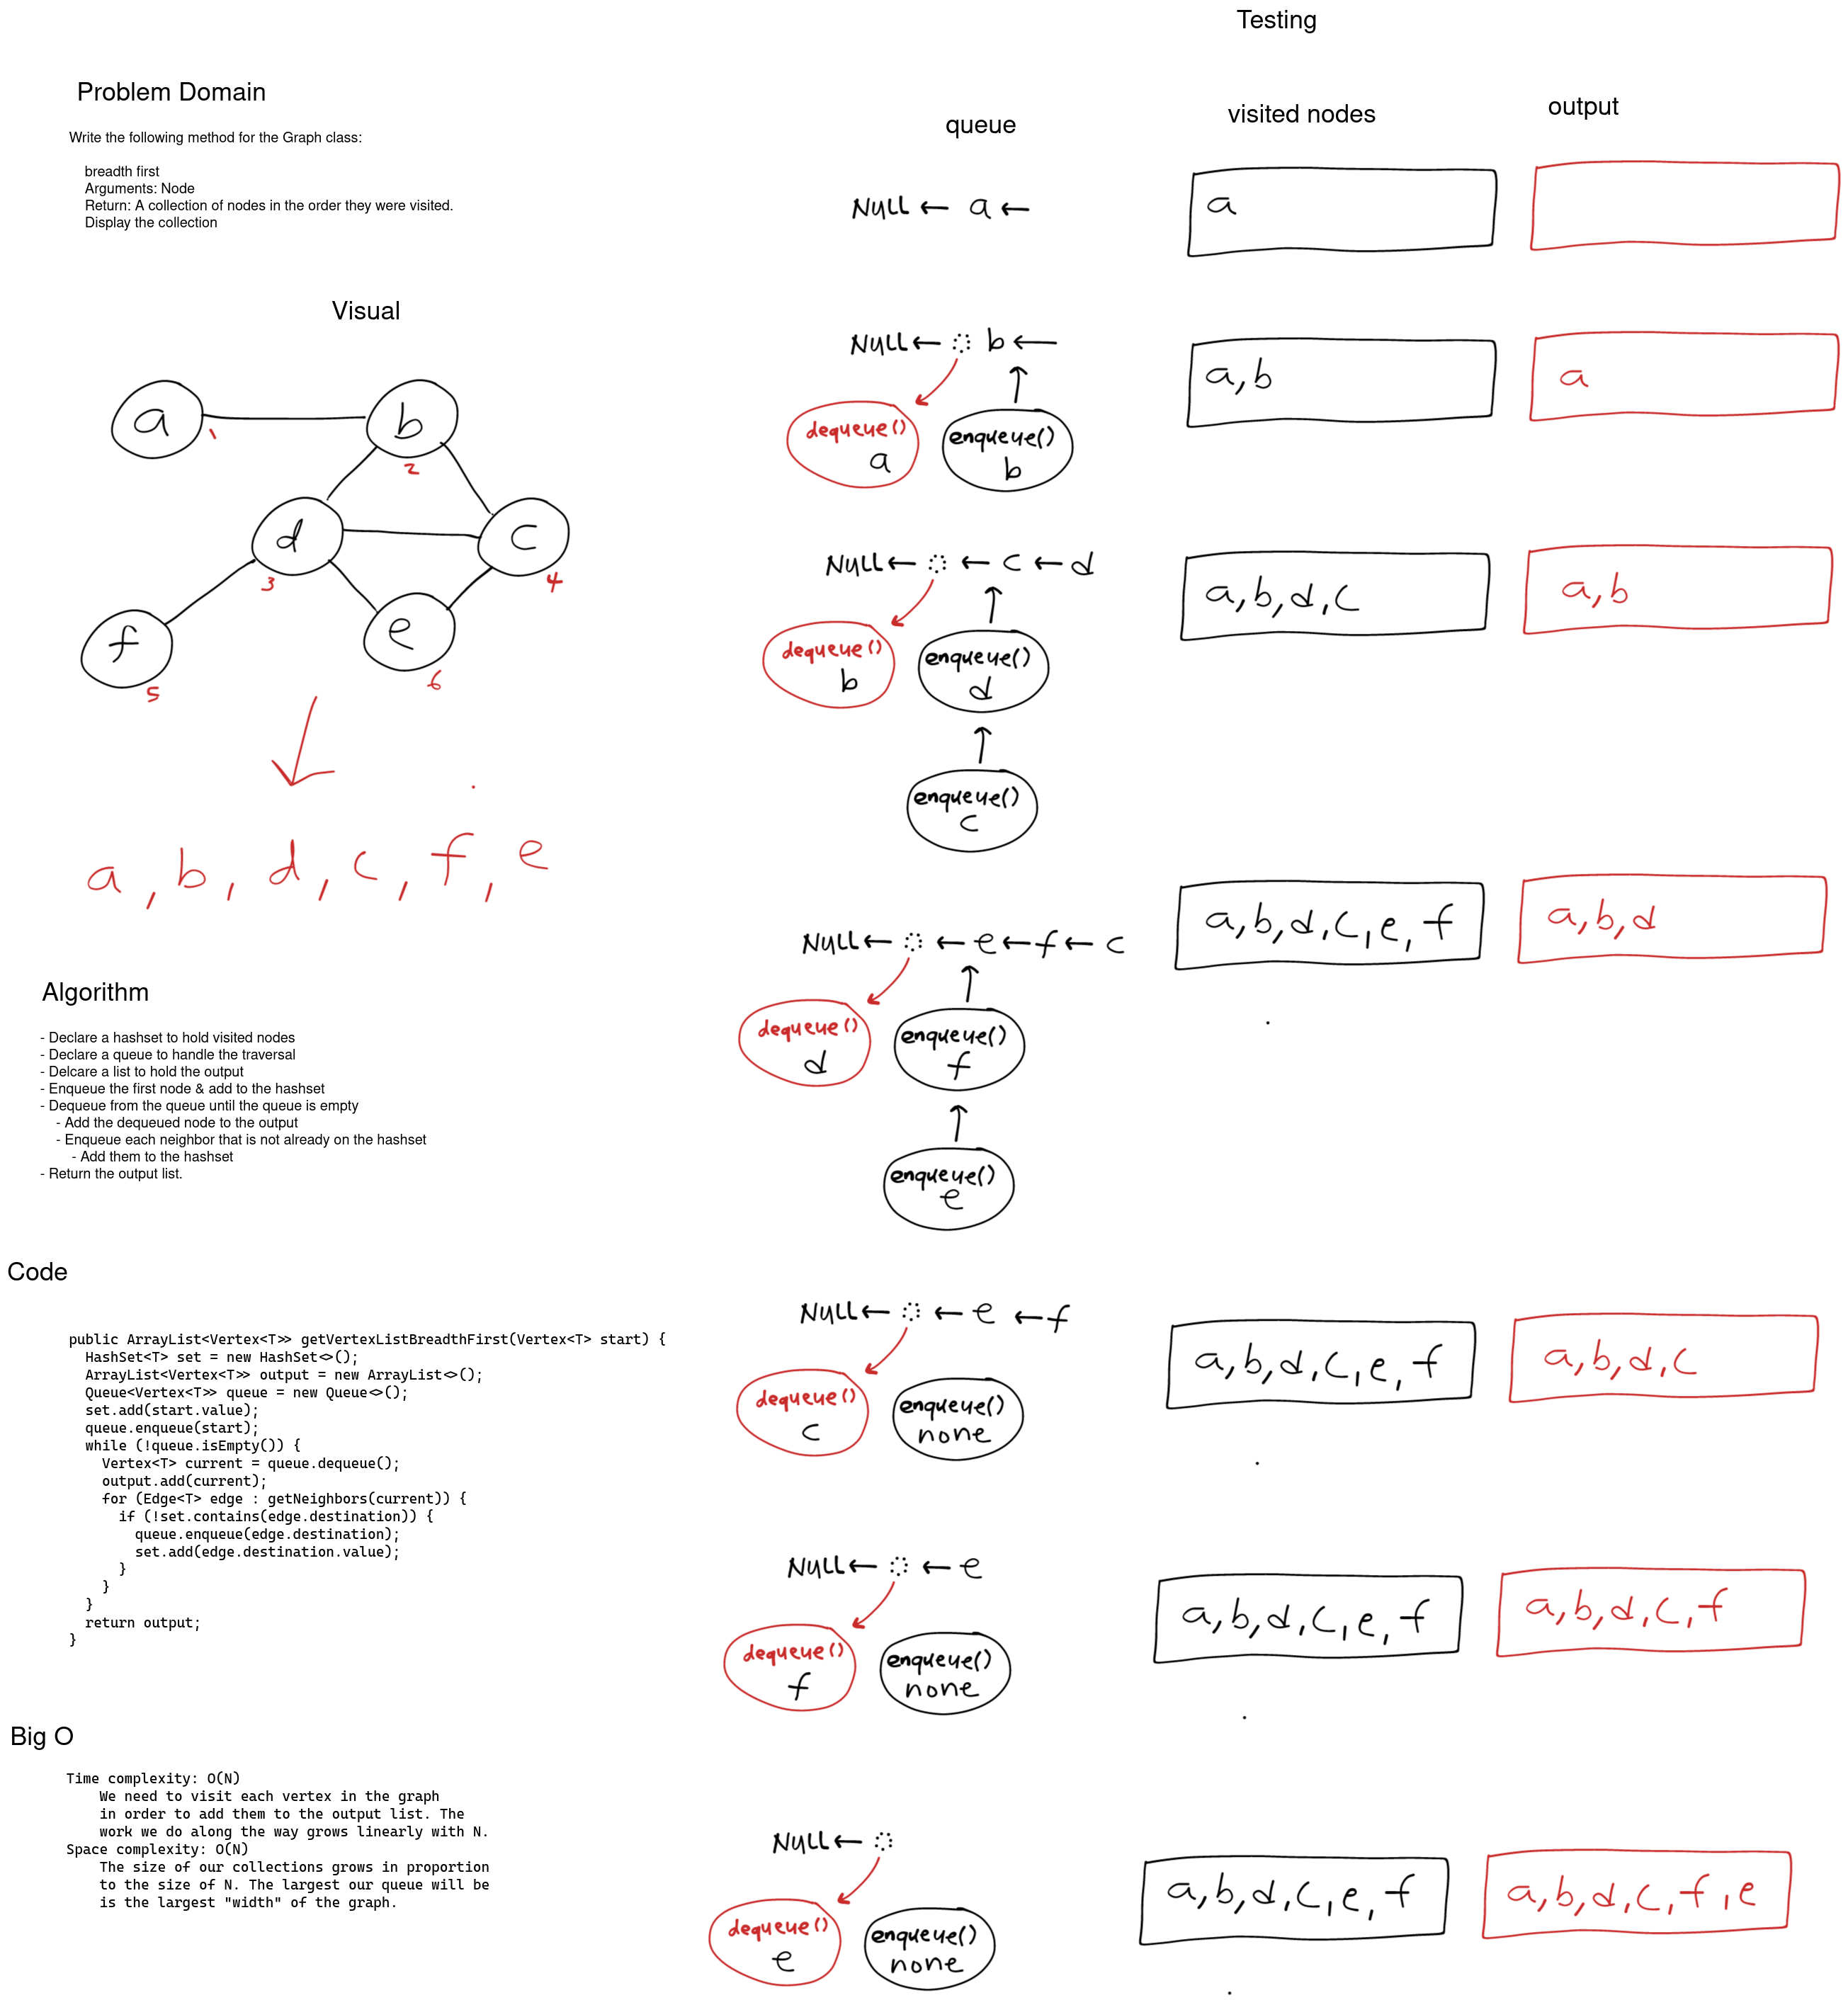 Testing
Problem Domain
Write the following method for the Graph class:
breadth first
Arguments: Node
Return: A collection of nodes in the order they were visited.
Display the collection
Visual
a
1
b
2
d
3
c
4
f
5
e
6
a, b, d, c, f, e
Algorithm
- Declare a hashset to hold visited nodes
- Declare a queue to handle the traversal
- Delcare a list to hold the output
- Enqueue the first node & add to the hashset
- Dequeue from the queue until the queue is empty
- Add the dequeued node to the output
- Enqueue each neighbor that is not already on the hashset
- Add them to the hashset
- Return the output list.
Code
public ArrayList<Vertex<T>> getVertexListBreadthFirst(Vertex<T> start) {
HashSet<T> set = new HashSet<>();
ArrayList<Vertex<T>> output = new ArrayList<>();
Queue<Vertex<T>> queue = new Queue<>();
set.add(start.value);
queue.enqueue(start);
while (!queue.isEmpty()) {
Vertex<T> current = queue.dequeue();
output.add(current);
for (Edge<T> edge : getNeighbors(current)) {
if (!set.contains(edge.destination)) {
queue.enqueue(edge.destination);
set.add(edge.destination.value);
}
}
}
return output;
}
Big O
Time complexity: O(N)
We need to visit each vertex in the graph
in order to add them to the output list. The
work we do along the way grows linearly with N.
Space complexity: O(N)
The size of our collections grows in proportion
to the size of N. The largest our queue will be
is the largest "width" of the graph.
queue
visited nodes
output
NULL ← a ←
a
NULL ← b ←
dequeue()
a
enqueue()
b
a,b
a
NULL ← ← c ← d
dequeue()
b
enqueue()
d
enqueue()
c
a,b,d,c
a,b
NULL ← ← e ← f ← c
dequeue()
d
enqueue()
f
enqueue()
e
a,b,d,c,e,f
a,b,d
NULL ← ← e ← f
dequeue()
c
enqueue()
none
a,b,d,c,e,f
a,b,d,c
NULL ← ← e
dequeue()
f
enqueue()
none
a,b,d,c,e,f
a,b,d,c,f
NULL ←
dequeue()
e
enqueue()
none
a,b,d,c,e,f
a,b,d,c,f,e